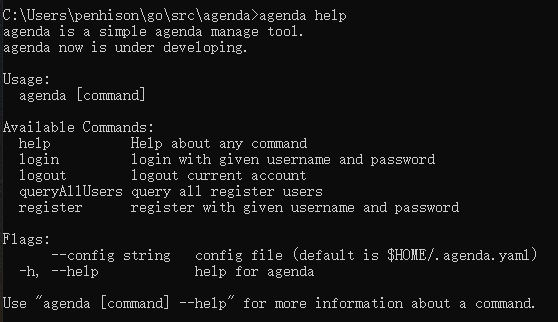 C:\Users\penhison\go\src\agenda>agenda help
agenda is a simple agenda manage tool.
agenda now is under developing.

Usage:
  agenda [command]

Available Commands:
  help          Help about any command
  login         login with given username and password
  logout        logout current account
  queryAllUsers query all register users
  register      register with given username and password

Flags:
      --config string   config file (default is $HOME/.agenda.yaml)
  -h, --help            help for agenda

Use "agenda [command] --help" for more information about a command.